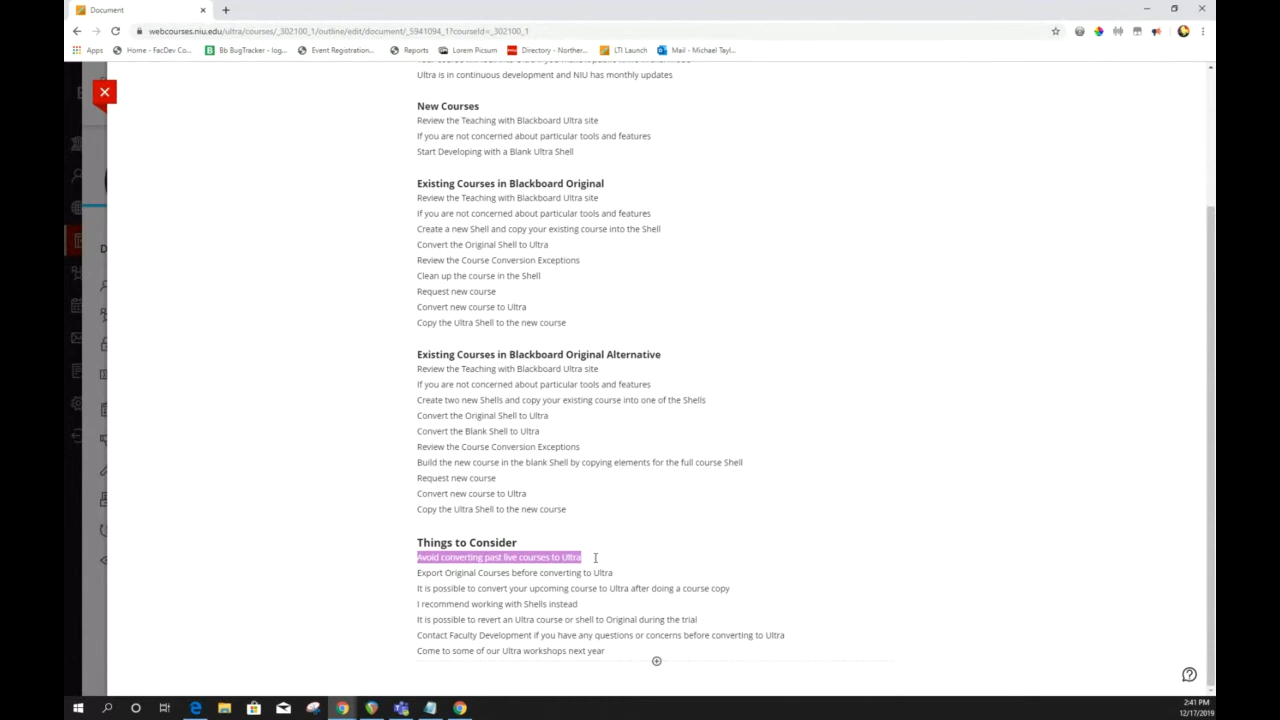 Document
webcourses.niu.edu/ultra/courses/_302100_1/outline/edit/document/_5941094_1?courseId=_302100_1
Apps Home - FacDev Co... Bb BugTracker - log... Event Registration... Reports Lorem Picsum Directory - Norther... LTI Launch Mail - Michael Tayl...
Ultra is in continuous development and NIU has monthly updates
New Courses
Review the Teaching with Blackboard Ultra site
If you are not concerned about particular tools and features
Start Developing with a Blank Ultra Shell
Existing Courses in Blackboard Original
Review the Teaching with Blackboard Ultra site
If you are not concerned about particular tools and features
Create a new Shell and copy your existing course into the Shell
Convert the Original Shell to Ultra
Review the Course Conversion Exceptions
Clean up the course in the Shell
Request new course
Convert new course to Ultra
Copy the Ultra Shell to the new course
Existing Courses in Blackboard Original Alternative
Review the Teaching with Blackboard Ultra site
If you are not concerned about particular tools and features
Create two new Shells and copy your existing course into one of the Shells
Convert the Original Shell to Ultra
Convert the Blank Shell to Ultra
Review the Course Conversion Exceptions
Build the new course in the blank Shell by copying elements for the full course Shell
Request new course
Convert new course to Ultra
Copy the Ultra Shell to the new course
Things to Consider
Avoid converting past live courses to Ultra
Export Original Courses before converting to Ultra
It is possible to convert your upcoming course to Ultra after doing a course copy
I recommend working with Shells instead
It is possible to revert an Ultra course or shell to Original during the trial
Contact Faculty Development if you have any questions or concerns before converting to Ultra
Come to some of our Ultra workshops next year
2:41 PM
12/17/2019